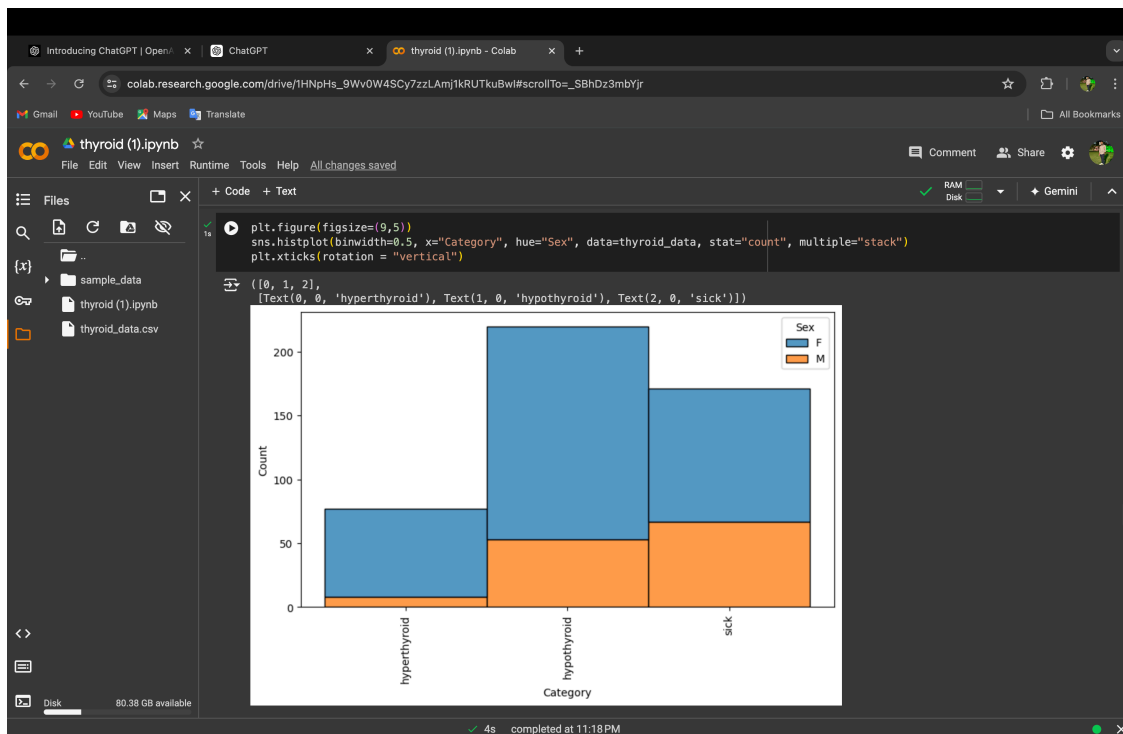 Introducing ChatGPT | OpenA
ChatGPT
thyroid (1).ipynb - Colab
colab.research.google.com/drive/1HNpHs_9Wv0W4SCy7zzLAmj1kRUTkuBwI#scrollTo=_SBhDz3mbYjr
Gmail YouTube Maps Translate
All Bookmarks
thyroid (1).ipynb
File Edit View Insert Runtime Tools Help All changes saved
Comment Share
Files
+ Code + Text
RAM
Disk
Gemini
..
sample_data
thyroid (1).ipynb
thyroid_data.csv
{x}
1s
plt.figure(figsize=(9,5))
sns.histplot(binwidth=0.5, x="Category", hue="Sex", data=thyroid_data, stat="count", multiple="stack")
plt.xticks(rotation = "vertical")
([0, 1, 2],
[Text(0, 0, 'hyperthyroid'), Text(1, 0, 'hypothyroid'), Text(2, 0, 'sick')])
Sex
F
M
200
150
100
50
0
Count
hyperthyroid
hypothyroid
sick
Category
Disk 80.38 GB available
4s completed at 11:18 PM